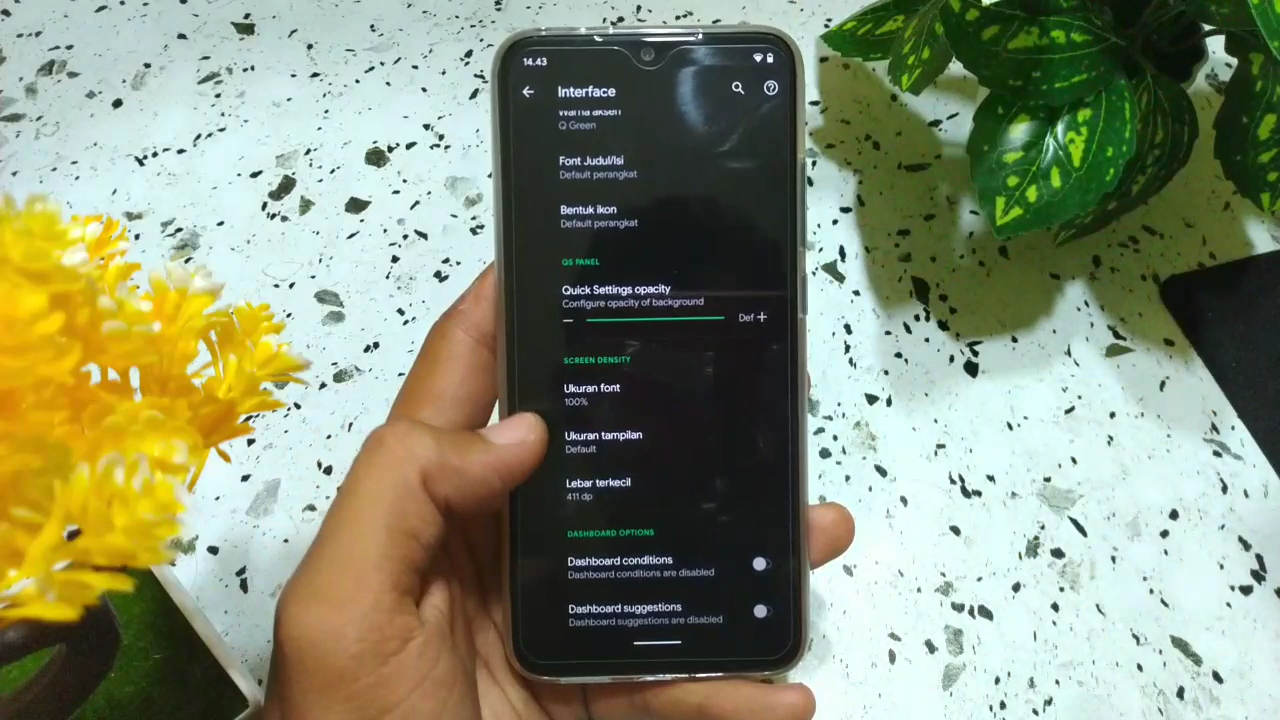 14.43
Interface
Warna aksen
Q Green
Font Judul/Isi
Default perangkat
Bentuk ikon
Default perangkat
QS PANEL
Quick Settings opacity
Configure opacity of background
Def
SCREEN DENSITY
Ukuran font
100%
Ukuran tampilan
Default
Lebar terkecil
411 dp
DASHBOARD OPTIONS
Dashboard conditions
Dashboard conditions are disabled
Dashboard suggestions
Dashboard suggestions are disabled